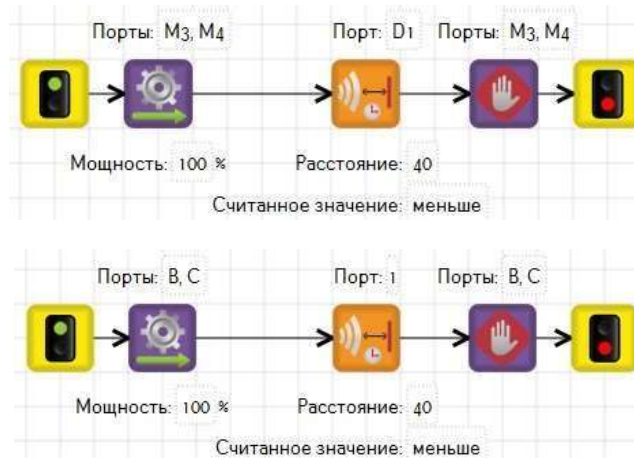 Порты: M3, M4 Порт: D1 Порты: M3, M4
Мощность: 100 % Расстояние: 40
Считанное значение: меньше
Порты: B, C Порт: 1 Порты: B, C
Мощность: 100 % Расстояние: 40
Считанное значение: меньше